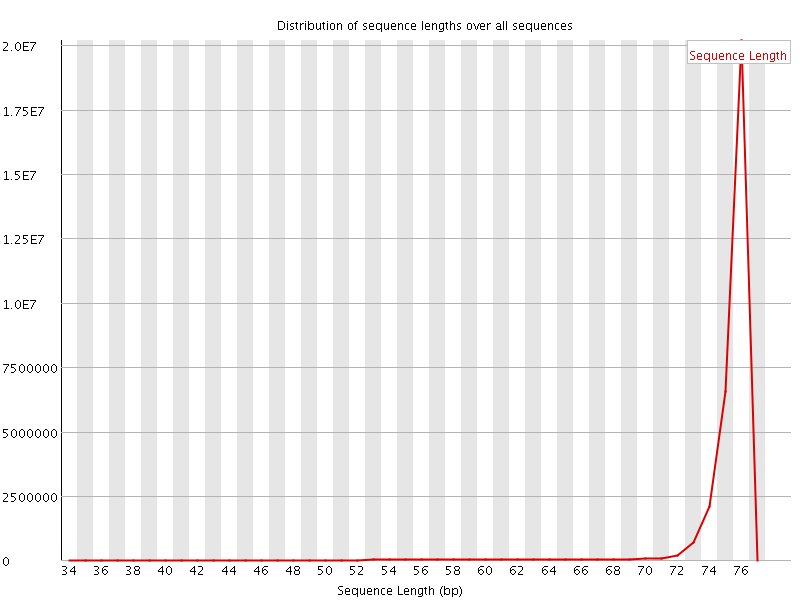 Distribution of sequence lengths over all sequences
2.0E7
Sequence Length
1.75E7
1.5E7
1.25E7
1.0E7
7500000
5000000
2500000
0
34 36 38 40 42 44 46 48 50 52 54 56 58 60 62 64 66 68 70 72 74 76
Sequence Length (bp)